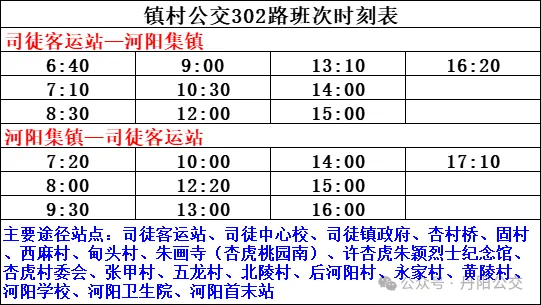 镇村公交302路班次时刻表
司徒客运站—河阳集镇
6:40 9:00 13:10 16:20
7:10 10:30 14:00
8:30 12:00 15:00
河阳集镇—司徒客运站
7:20 10:00 14:00 17:10
8:00 12:20 15:00
9:30 13:00 16:00
主要途径站点：司徒客运站、司徒中心校、司徒镇政府、杏村桥、固村
、西麻村、甸头村、朱画寺（杏虎桃园南）、许杏虎朱颖烈士纪念馆、
杏虎村委会、张甲村、五龙村、北陵村、后河阳村、永家村、黄陵村、
河阳学校、河阳卫生院、河阳首末站
公众号·丹阳公交